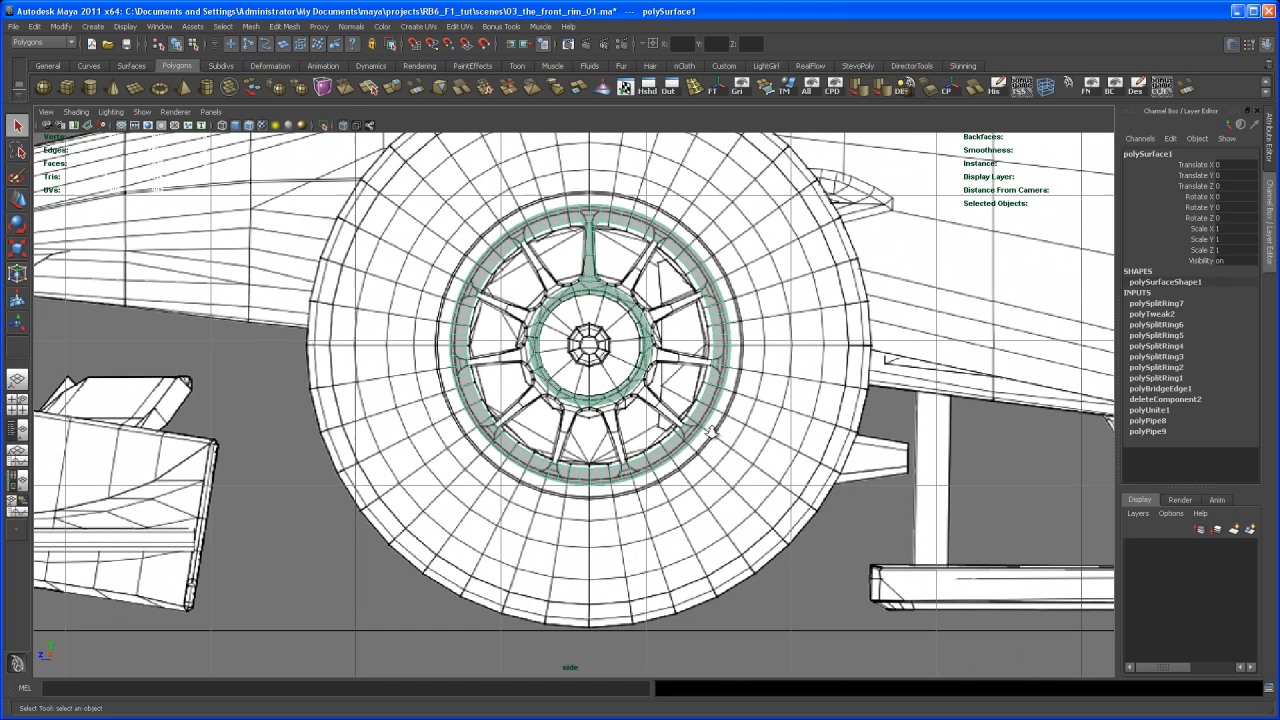 Autodesk Maya 2011 x64: C:\Documents and Settings\Administrator\My Documents\maya\projects\RB6_F1_tut\scenes\03_the_front_rim_01.ma* --- polySurface1
File Edit Modify Create Display Window Assets Select Mesh Edit Mesh Proxy Normals Color Create UVs Edit UVs Bonus Tools Muscle Help
Polygons X: Y: Z:
General Curves Surfaces Polygons Subdivs Deformation Animation Dynamics Rendering PaintEffects Toon Muscle Fluids Fur Hair nCloth Custom LightGirl RealFlow StevoPoly DirectorTools Skinning
Hshd Out FT Grl TM All CPD CP His FN Des
View Shading Lighting Show Renderer Panels
Channel Box / Layer Editor
Verts:
Edges:
Faces:
Tris:
UVs:
Backfaces:
Smoothness:
Instance:
Display Layer:
Distance From Camera:
Selected Objects:
side
Channels Edit Object Show
polySurface1
Translate X 0
Translate Y 0
Translate Z 0
Rotate X 0
Rotate Y 0
Rotate Z 0
Scale X 1
Scale Y 1
Scale Z 1
Visibility on
SHAPES
polySurfaceShape1
INPUTS
polySplitRing7
polyTweak2
polySplitRing6
polySplitRing5
polySplitRing4
polySplitRing3
polySplitRing2
polySplitRing1
polyBridgeEdge1
deleteComponent2
polyUnite1
polyPipe8
polyPipe9
Display Render Anim
Layers Options Help
Attribute Editor
Channel Box / Layer Editor
MEL
Select Tool: select an object